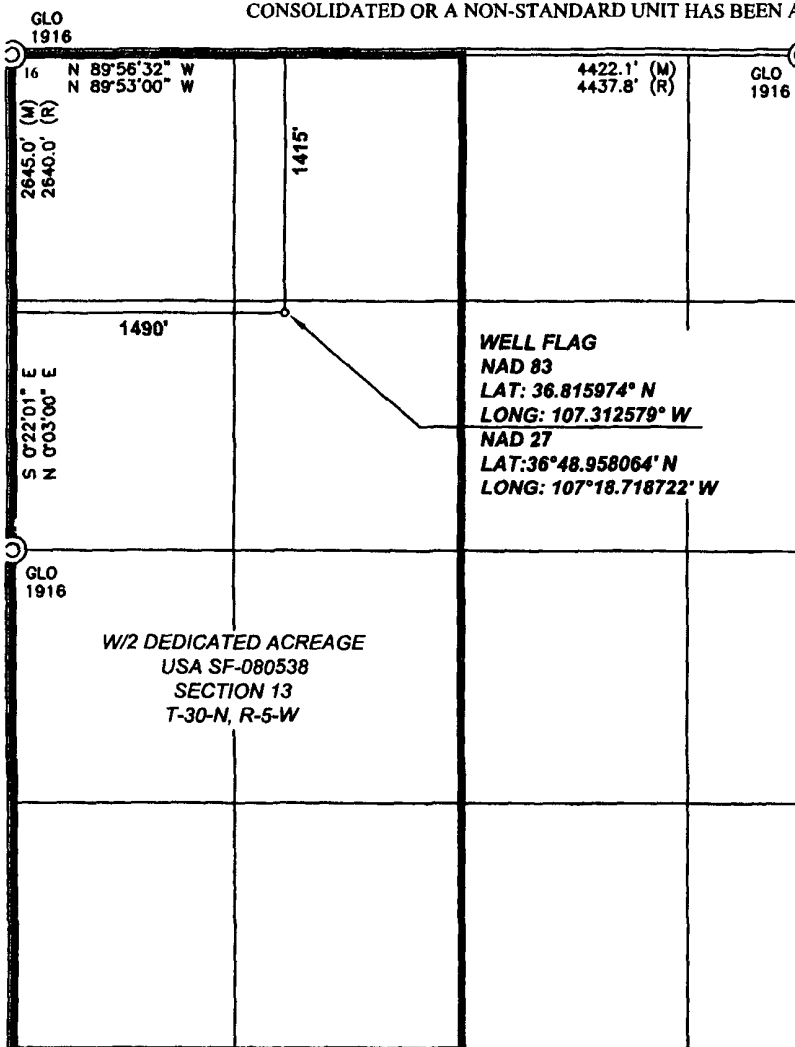 CONSOLIDATED OR A NON-STANDARD UNIT HAS BEEN A
GLO
1916
16
N 89°56'32" W
N 89°53'00" W
4422.1' (M)
4437.8' (R)
GLO
1916
2645.0' (M)
2640.0' (R)
1415'
1490'
S 0°22'01" E
N 0°03'00" E
WELL FLAG
NAD 83
LAT: 36.815974° N
LONG: 107.312579° W
NAD 27
LAT:36°48.958064' N
LONG: 107°18.718722' W
GLO
1916
W/2 DEDICATED ACREAGE
USA SF-080538
SECTION 13
T-30-N, R-5-W